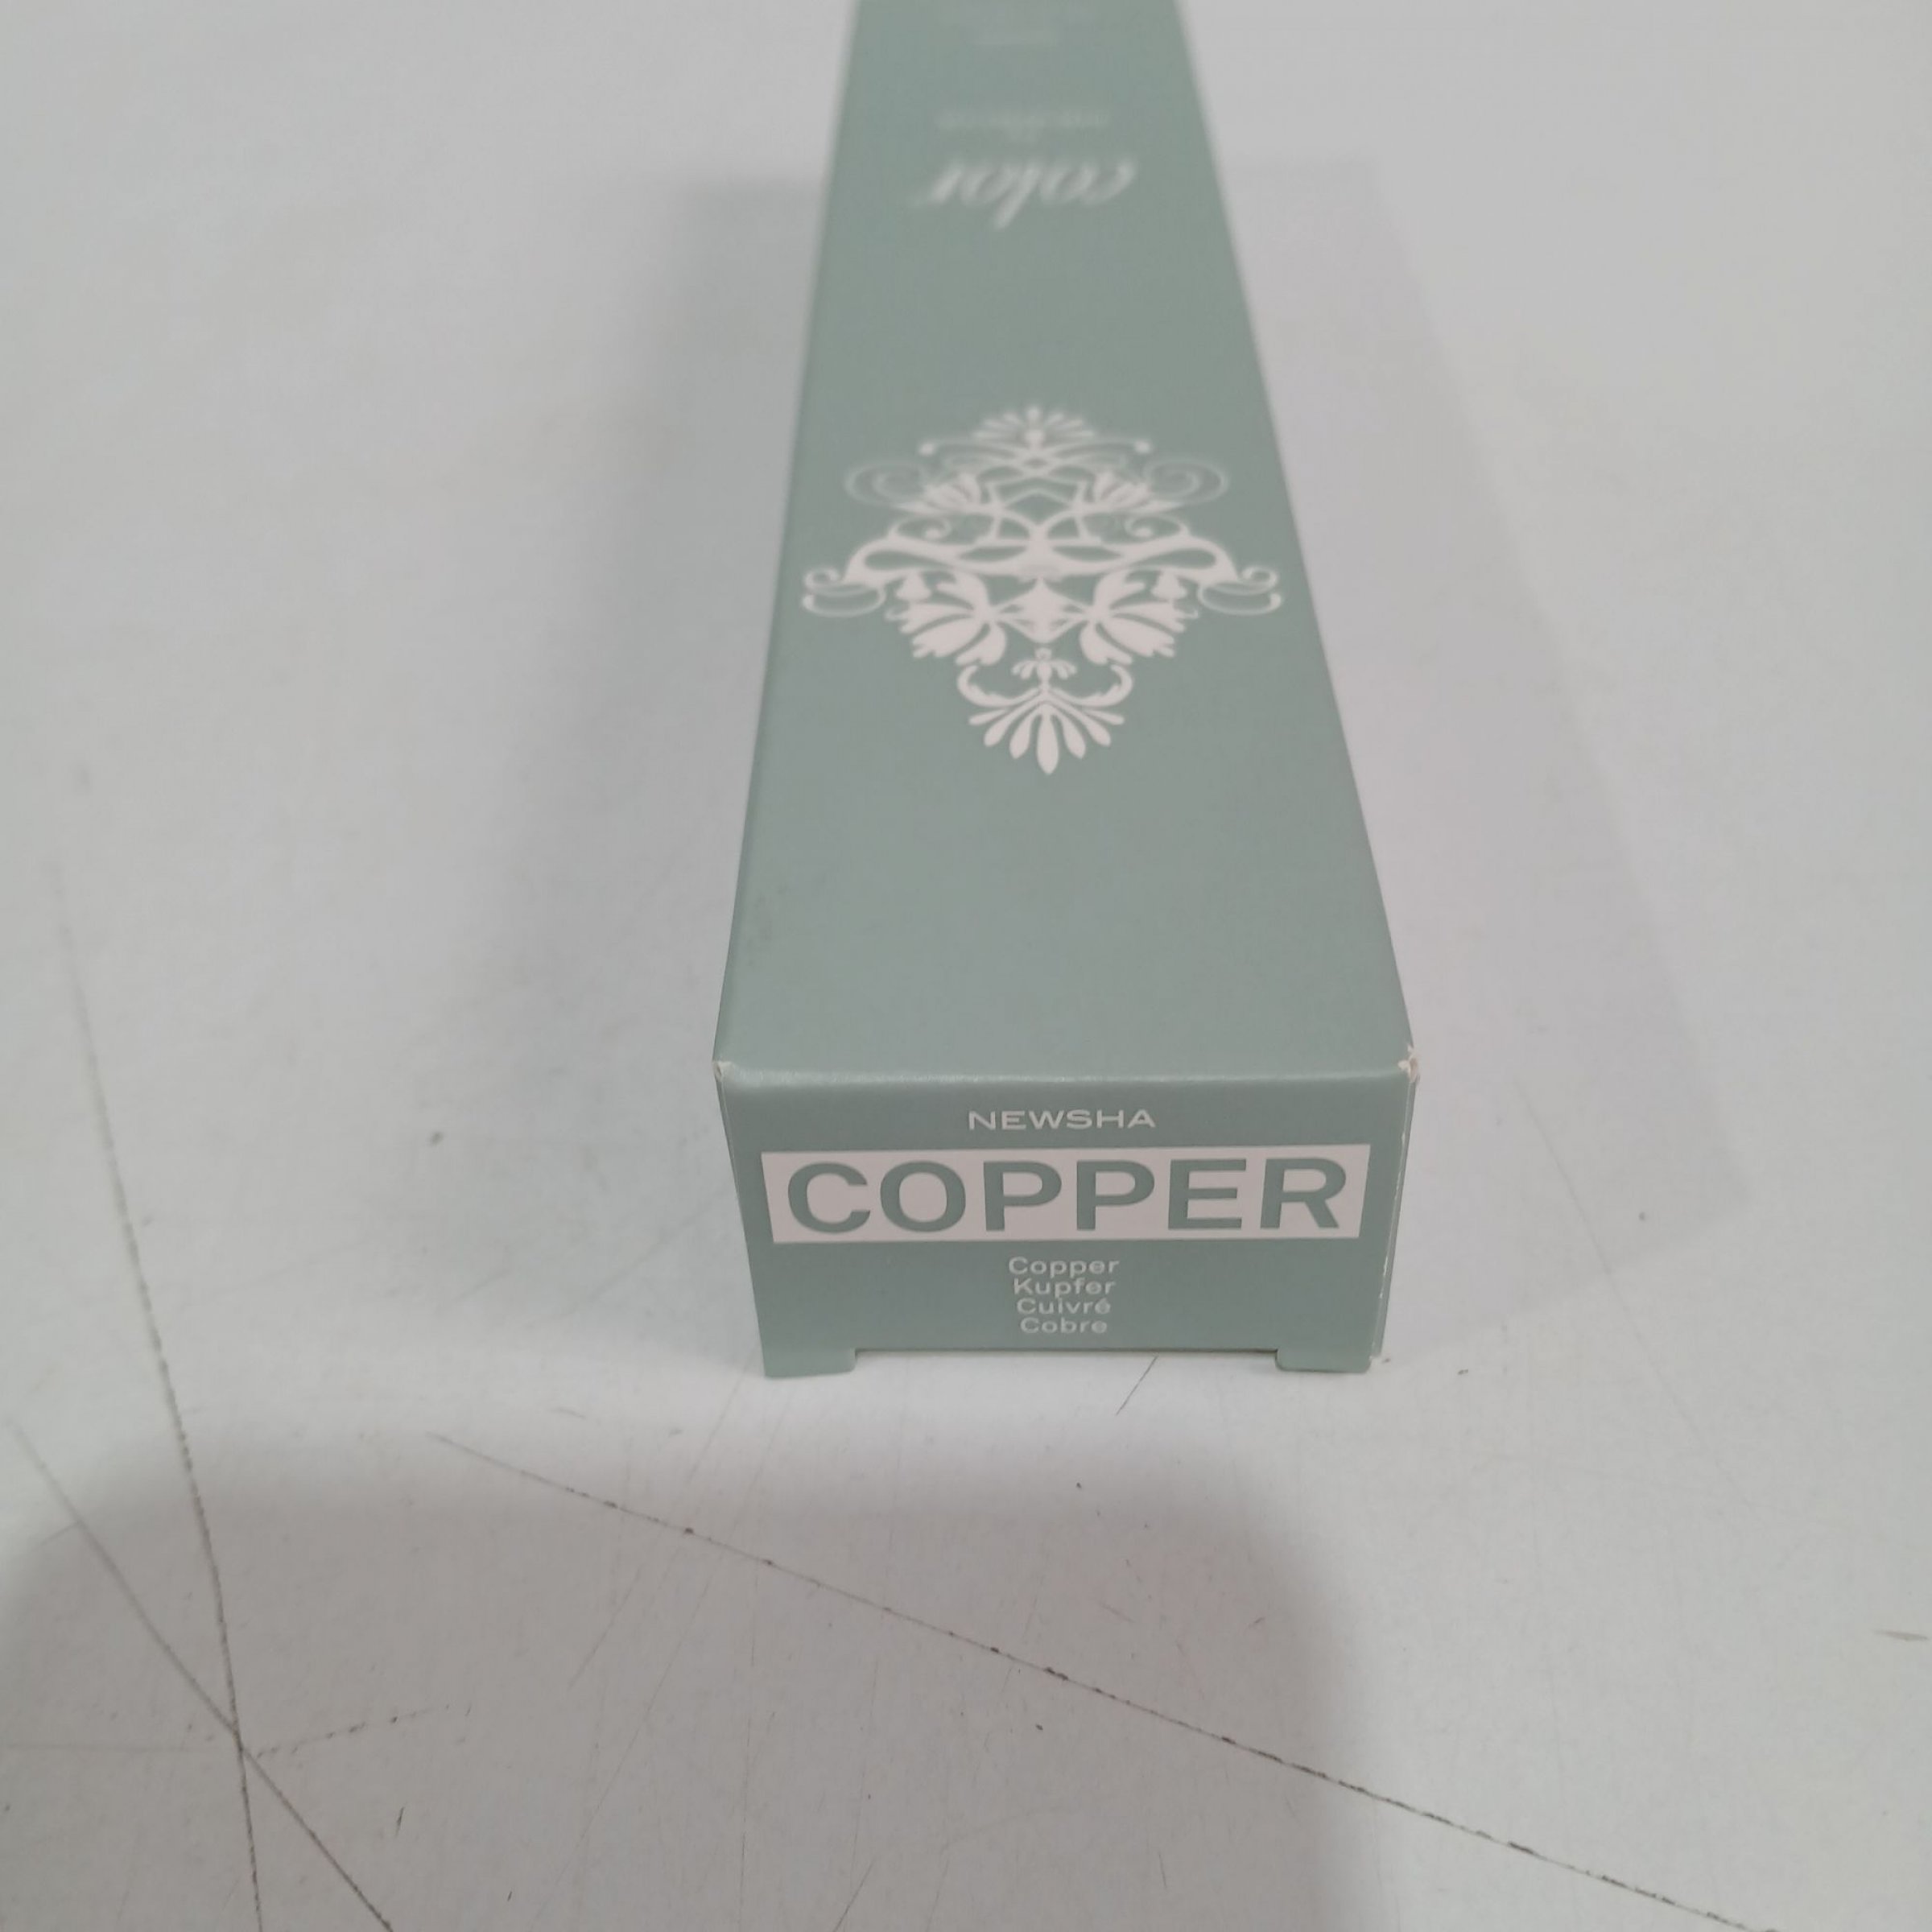 color
NEWSHA
COPPER
Copper
Kupfer
Cuivré
Cobre